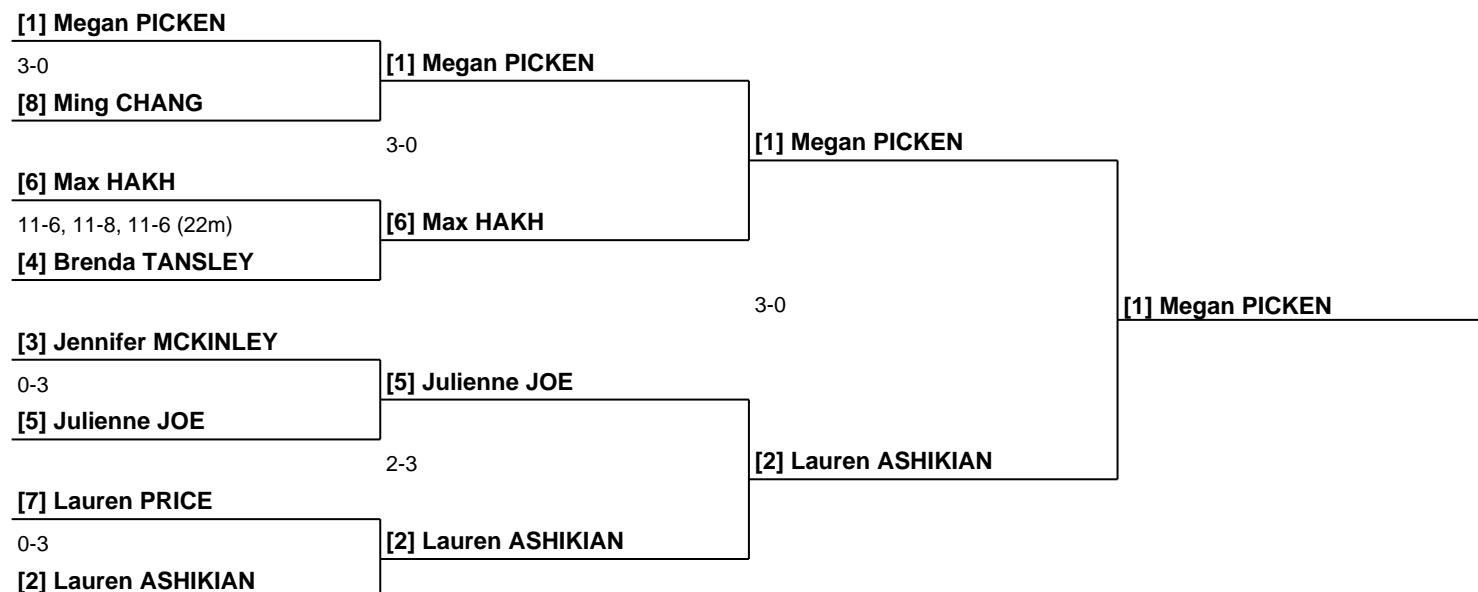 [1] Megan PICKEN
3-0
[8] Ming CHANG
[6] Max HAKH
11-6, 11-8, 11-6 (22m)
[4] Brenda TANSLEY
[3] Jennifer MCKINLEY
0-3
[5] Julienne JOE
[7] Lauren PRICE
0-3
[2] Lauren ASHIKIAN
[1] Megan PICKEN
3-0
[6] Max HAKH
[5] Julienne JOE
2-3
[2] Lauren ASHIKIAN
[1] Megan PICKEN
3-0
[2] Lauren ASHIKIAN
[1] Megan PICKEN